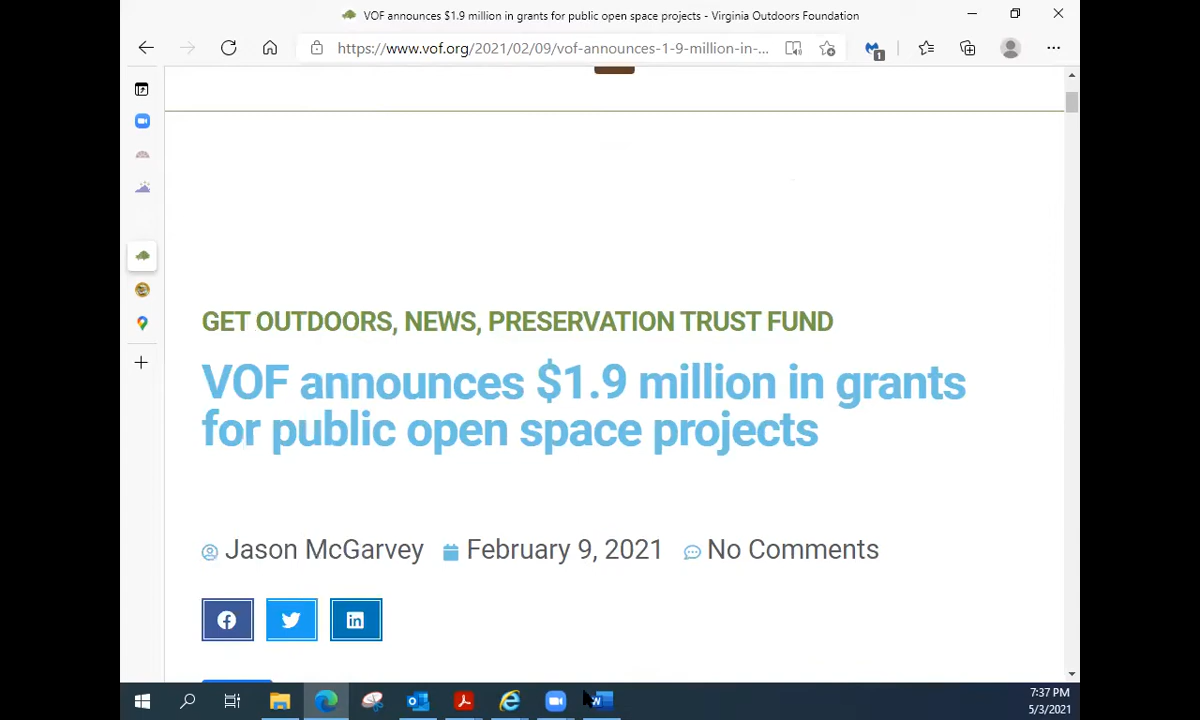 VOF announces $1.9 million in grants for public open space projects - Virginia Outdoors Foundation
https://www.vof.org/2021/02/09/vof-announces-1-9-million-in-...
1
GET OUTDOORS, NEWS, PRESERVATION TRUST FUND
VOF announces $1.9 million in grants
for public open space projects
Jason McGarvey February 9, 2021 No Comments
7:37 PM
5/3/2021